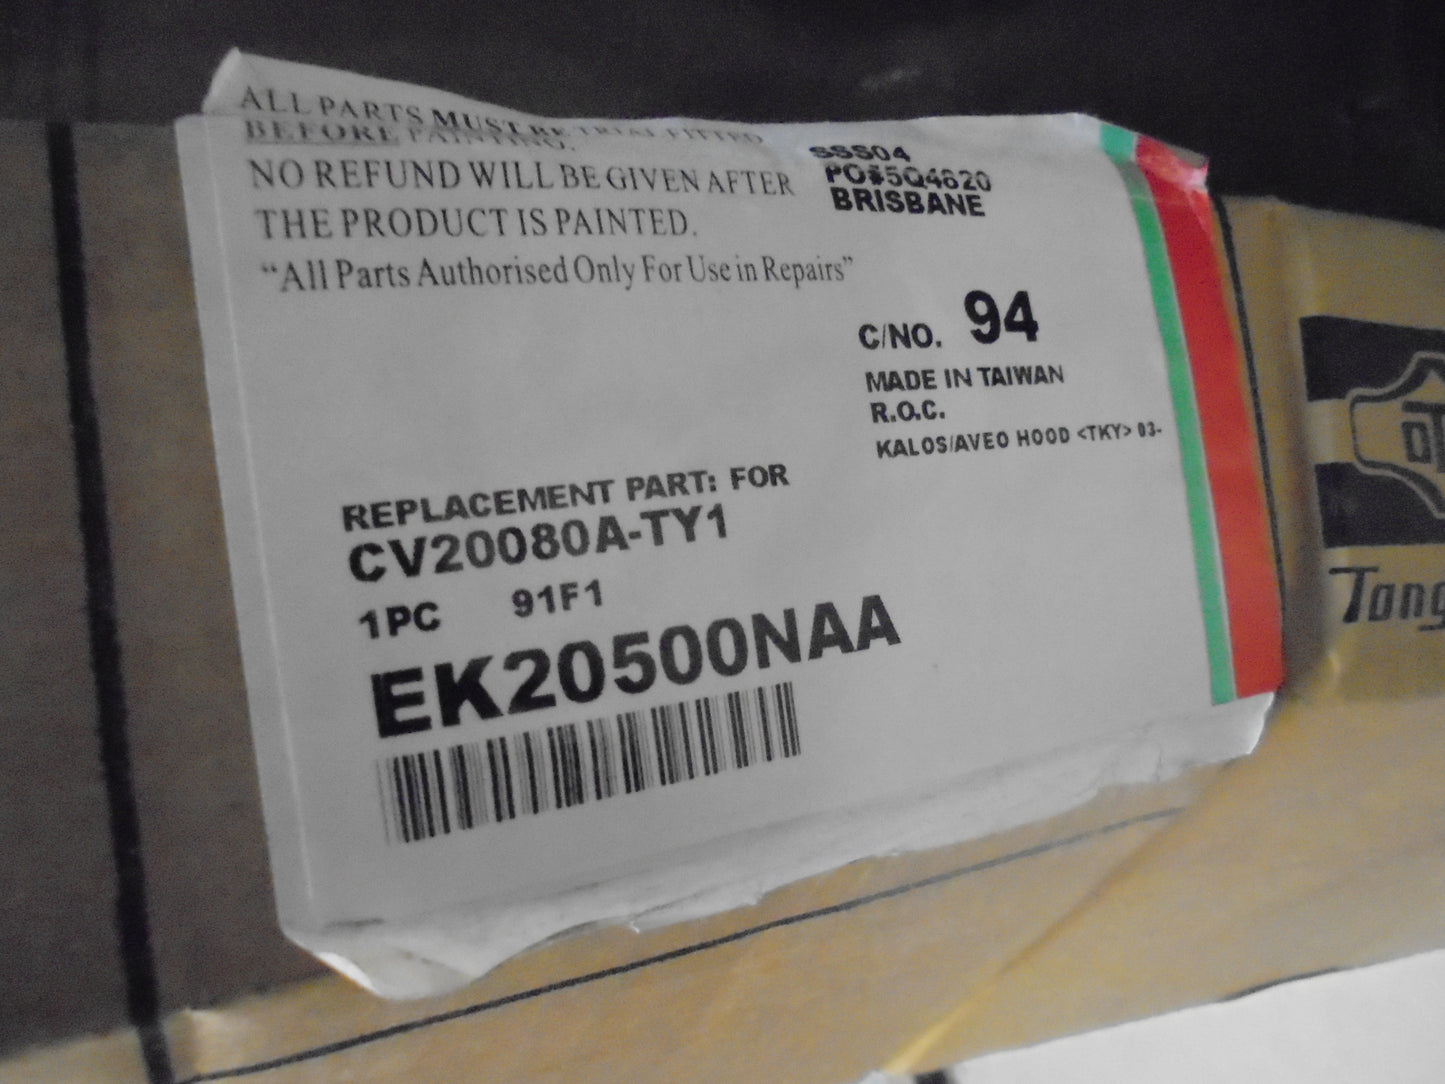 ALL PARTS MUST BE TRIAL FITTED
BEFORE PAINTING.
NO REFUND WILL BE GIVEN AFTER
THE PRODUCT IS PAINTED.
"All Parts Authorised Only For Use in Repairs"
SSS04
PO#5Q4620
BRISBANE
C/NO. 94
MADE IN TAIWAN
R.O.C.
KALOS/AVEO HOOD <TKY> 03-
REPLACEMENT PART: FOR
CV20080A-TY1
1PC 91F1
EK20500NAA
Tong